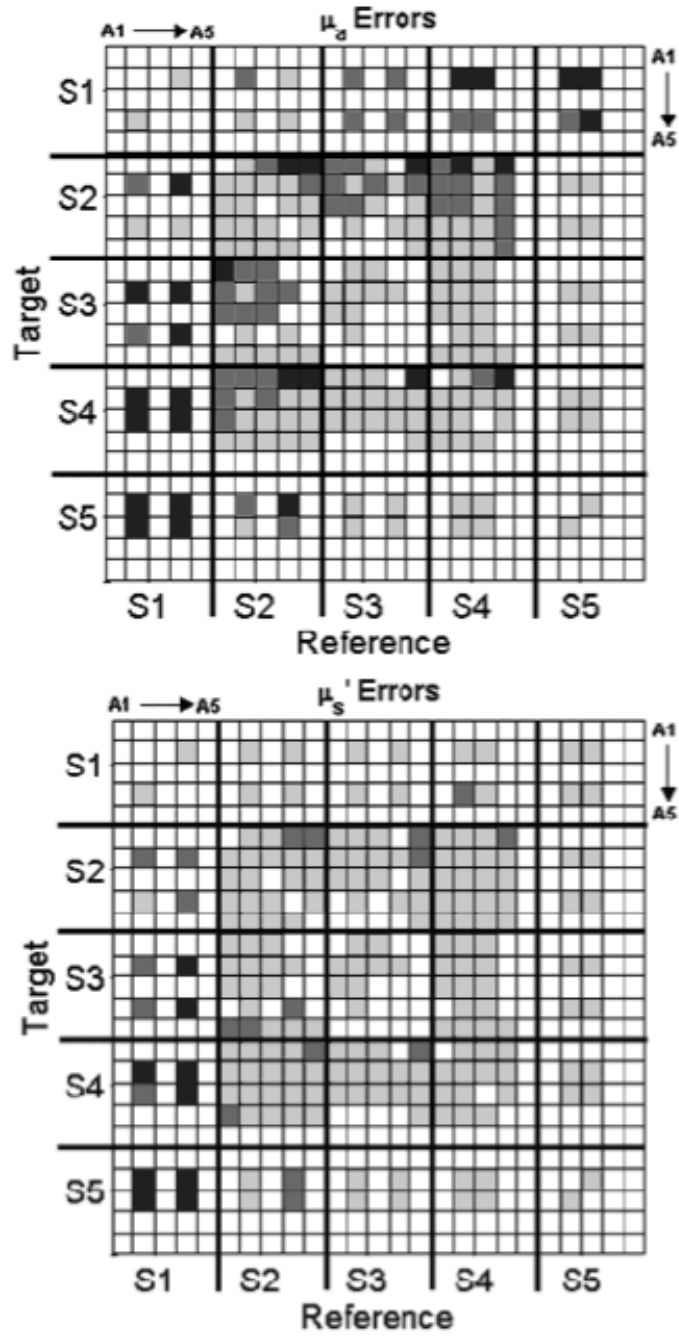 μa Errors
A1 → A5
A1
↓
A5
S1
S2
S3
S4
S5
Target
S1 S2 S3 S4 S5
Reference
μs' Errors
A1 → A5
A1
↓
A5
S1
S2
S3
S4
S5
Target
S1 S2 S3 S4 S5
Reference